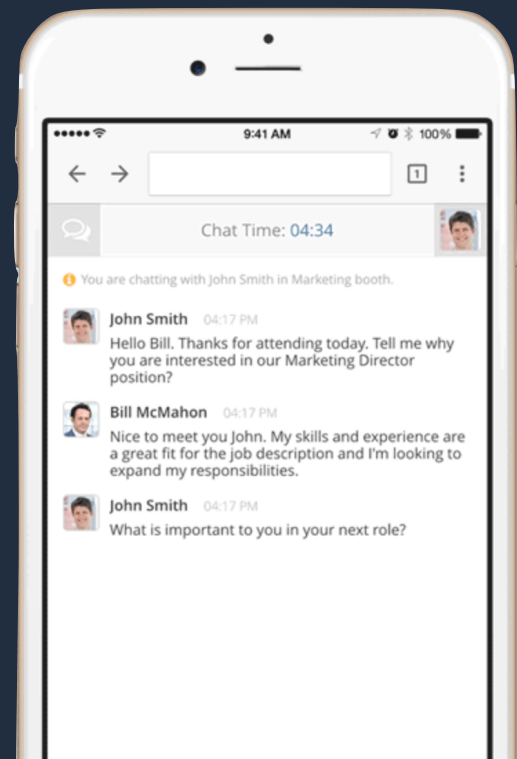 9:41 AM
100%
1
Chat Time: 04:34
You are chatting with John Smith in Marketing booth.
John Smith 04:17 PM
Hello Bill. Thanks for attending today. Tell me why
you are interested in our Marketing Director
position?
Bill McMahon 04:17 PM
Nice to meet you John. My skills and experience are
a great fit for the job description and I'm looking to
expand my responsibilities.
John Smith 04:17 PM
What is important to you in your next role?